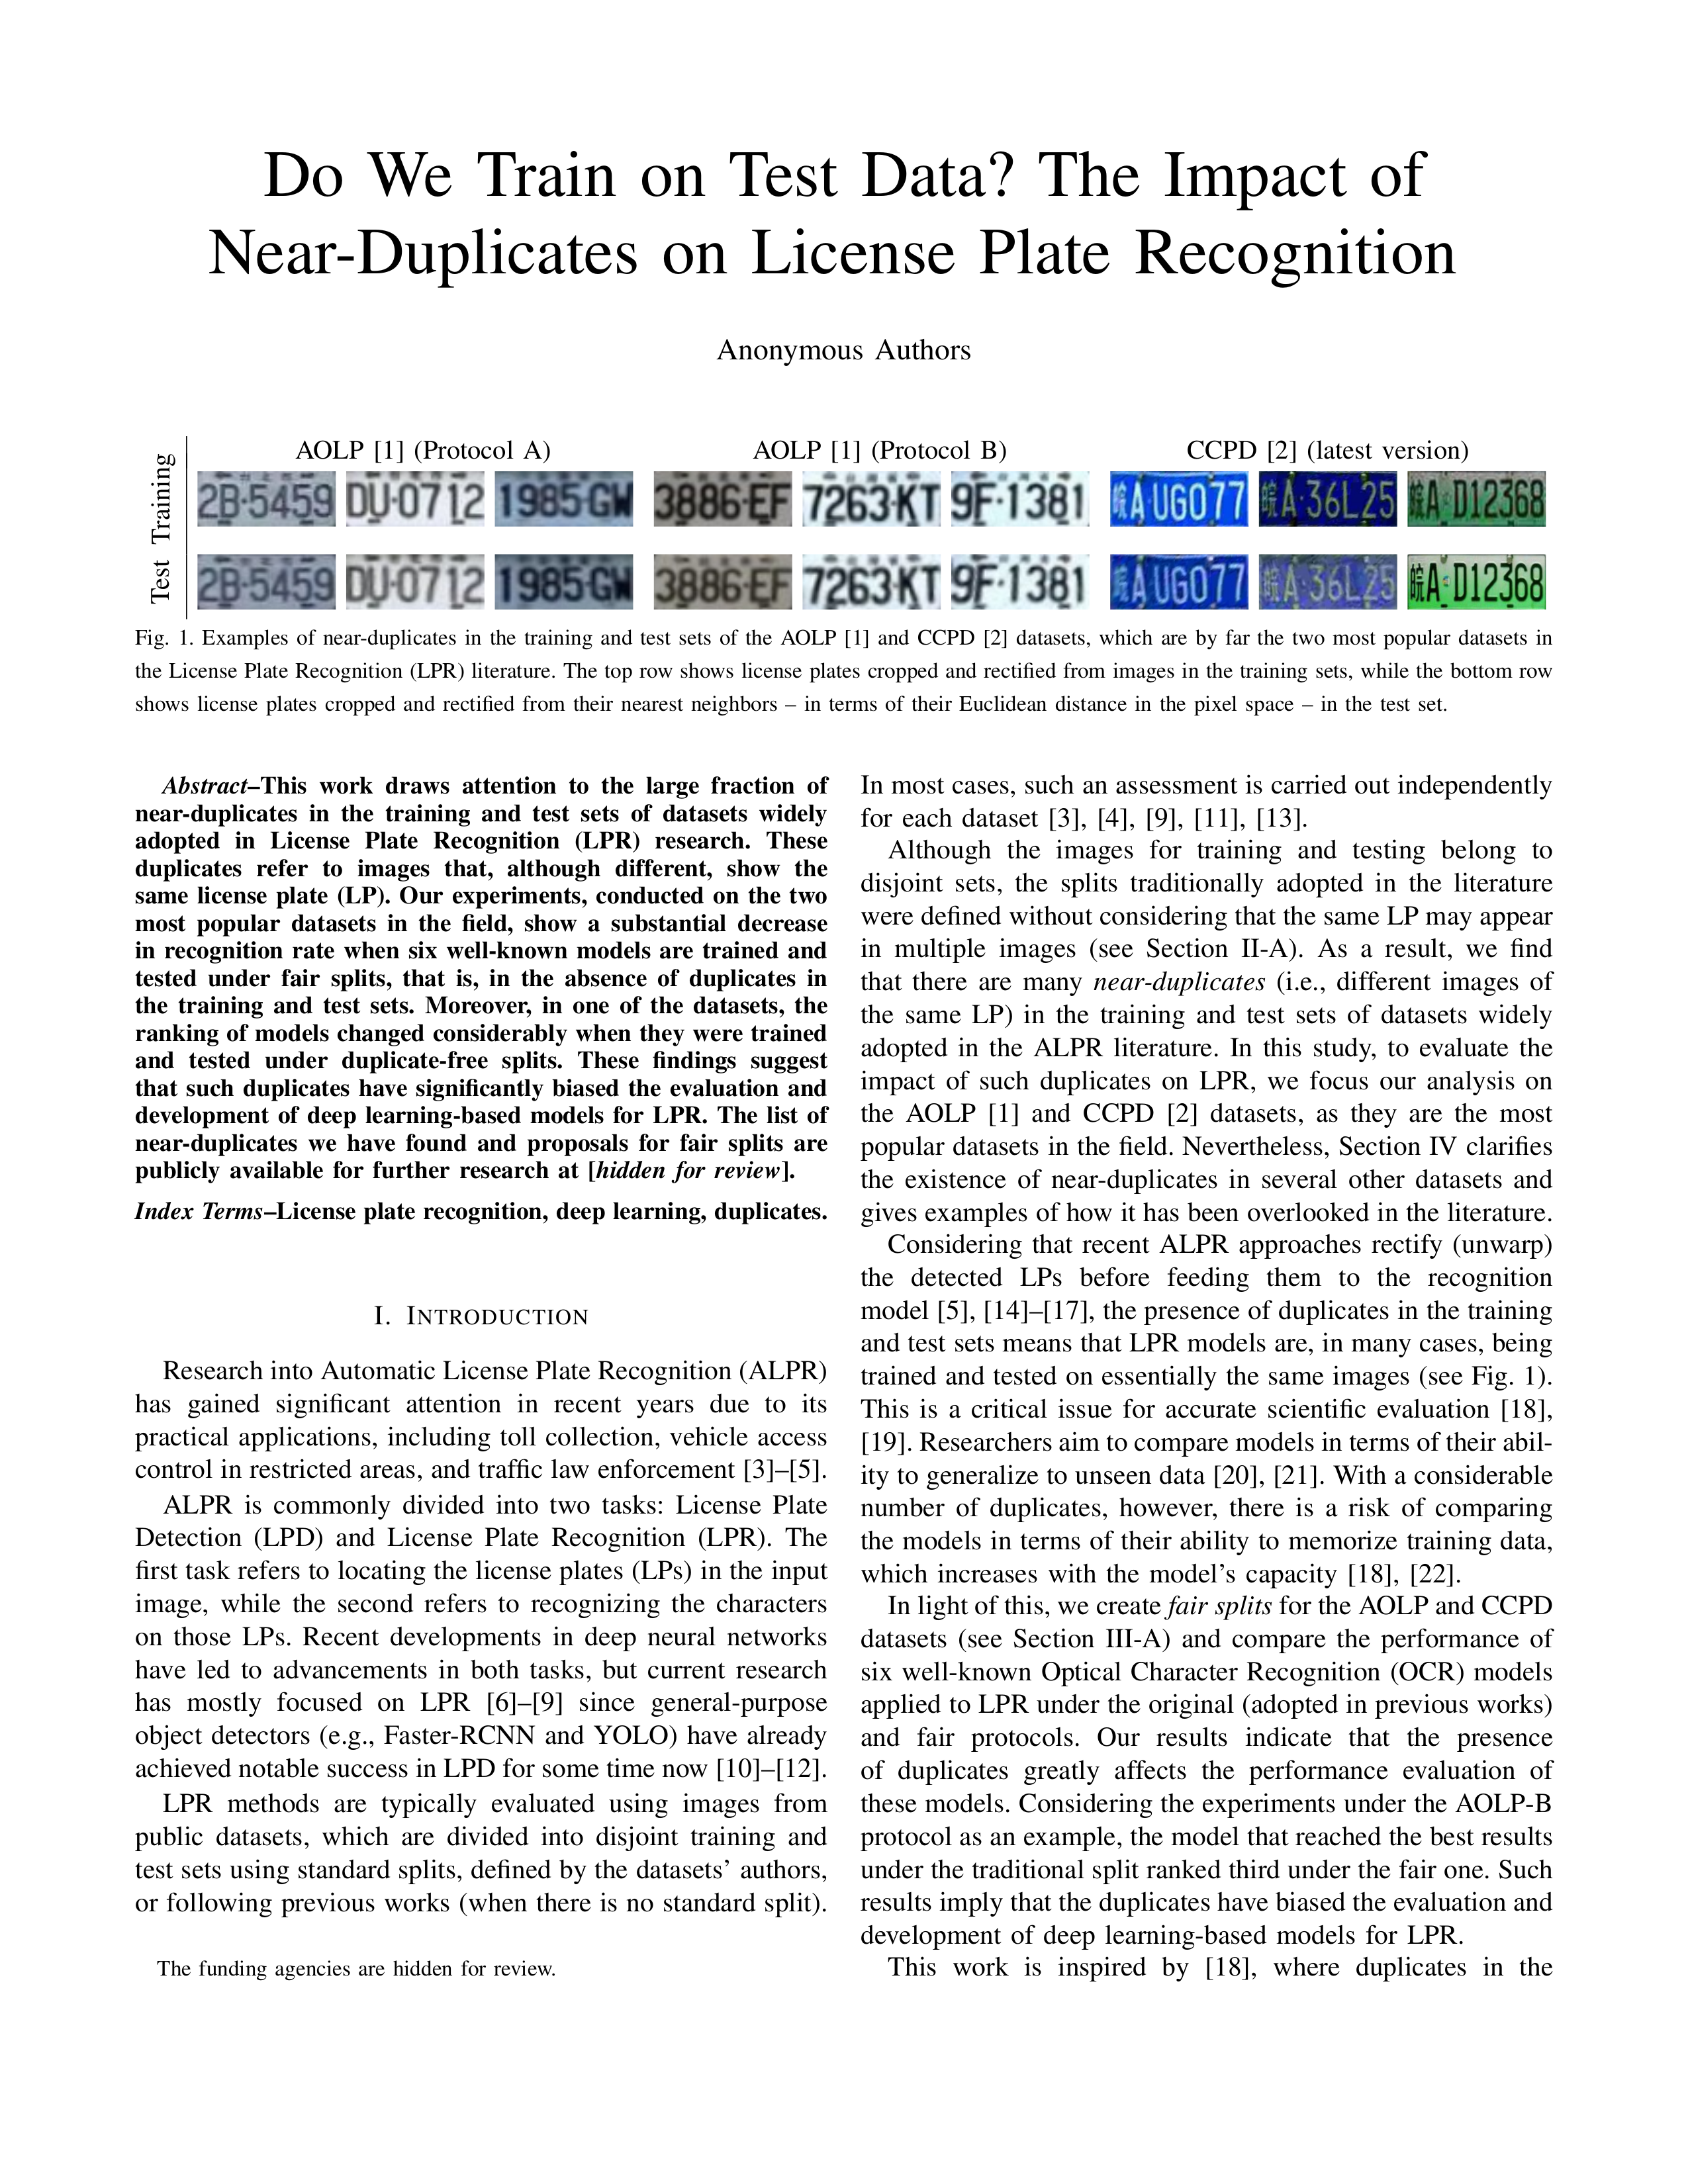 Do We Train on Test Data? The Impact of
Near-Duplicates on License Plate Recognition
Anonymous Authors
AOLP [1] (Protocol A)
AOLP [1] (Protocol B)
CCPD [2] (latest version)
Training
2B·5459 DU·0712 1985·GW 3886·EF 7263·KT 9F·1381 皖A·UG077 皖A·36L25 皖A·D12368
Test
2B·5459 DU·0712 1985·GW 3886·EF 7263·KT 9F·1381 皖A·UG077 皖A·36L25 皖A·D12368
Fig. 1. Examples of near-duplicates in the training and test sets of the AOLP [1] and CCPD [2] datasets, which are by far the two most popular datasets in
the License Plate Recognition (LPR) literature. The top row shows license plates cropped and rectified from images in the training sets, while the bottom row
shows license plates cropped and rectified from their nearest neighbors – in terms of their Euclidean distance in the pixel space – in the test set.
Abstract–This work draws attention to the large fraction of
near-duplicates in the training and test sets of datasets widely
adopted in License Plate Recognition (LPR) research. These
duplicates refer to images that, although different, show the
same license plate (LP). Our experiments, conducted on the two
most popular datasets in the field, show a substantial decrease
in recognition rate when six well-known models are trained and
tested under fair splits, that is, in the absence of duplicates in
the training and test sets. Moreover, in one of the datasets, the
ranking of models changed considerably when they were trained
and tested under duplicate-free splits. These findings suggest
that such duplicates have significantly biased the evaluation and
development of deep learning-based models for LPR. The list of
near-duplicates we have found and proposals for fair splits are
publicly available for further research at [hidden for review].
Index Terms–License plate recognition, deep learning, duplicates.
I. INTRODUCTION
Research into Automatic License Plate Recognition (ALPR)
has gained significant attention in recent years due to its
practical applications, including toll collection, vehicle access
control in restricted areas, and traffic law enforcement [3]–[5].
ALPR is commonly divided into two tasks: License Plate
Detection (LPD) and License Plate Recognition (LPR). The
first task refers to locating the license plates (LPs) in the input
image, while the second refers to recognizing the characters
on those LPs. Recent developments in deep neural networks
have led to advancements in both tasks, but current research
has mostly focused on LPR [6]–[9] since general-purpose
object detectors (e.g., Faster-RCNN and YOLO) have already
achieved notable success in LPD for some time now [10]–[12].
LPR methods are typically evaluated using images from
public datasets, which are divided into disjoint training and
test sets using standard splits, defined by the datasets' authors,
or following previous works (when there is no standard split).
The funding agencies are hidden for review.
In most cases, such an assessment is carried out independently
for each dataset [3], [4], [9], [11], [13].
Although the images for training and testing belong to
disjoint sets, the splits traditionally adopted in the literature
were defined without considering that the same LP may appear
in multiple images (see Section II-A). As a result, we find
that there are many near-duplicates (i.e., different images of
the same LP) in the training and test sets of datasets widely
adopted in the ALPR literature. In this study, to evaluate the
impact of such duplicates on LPR, we focus our analysis on
the AOLP [1] and CCPD [2] datasets, as they are the most
popular datasets in the field. Nevertheless, Section IV clarifies
the existence of near-duplicates in several other datasets and
gives examples of how it has been overlooked in the literature.
Considering that recent ALPR approaches rectify (unwarp)
the detected LPs before feeding them to the recognition
model [5], [14]–[17], the presence of duplicates in the training
and test sets means that LPR models are, in many cases, being
trained and tested on essentially the same images (see Fig. 1).
This is a critical issue for accurate scientific evaluation [18],
[19]. Researchers aim to compare models in terms of their abil-
ity to generalize to unseen data [20], [21]. With a considerable
number of duplicates, however, there is a risk of comparing
the models in terms of their ability to memorize training data,
which increases with the model's capacity [18], [22].
In light of this, we create fair splits for the AOLP and CCPD
datasets (see Section III-A) and compare the performance of
six well-known Optical Character Recognition (OCR) models
applied to LPR under the original (adopted in previous works)
and fair protocols. Our results indicate that the presence
of duplicates greatly affects the performance evaluation of
these models. Considering the experiments under the AOLP-B
protocol as an example, the model that reached the best results
under the traditional split ranked third under the fair one. Such
results imply that the duplicates have biased the evaluation and
development of deep learning-based models for LPR.
This work is inspired by [18], where duplicates in the